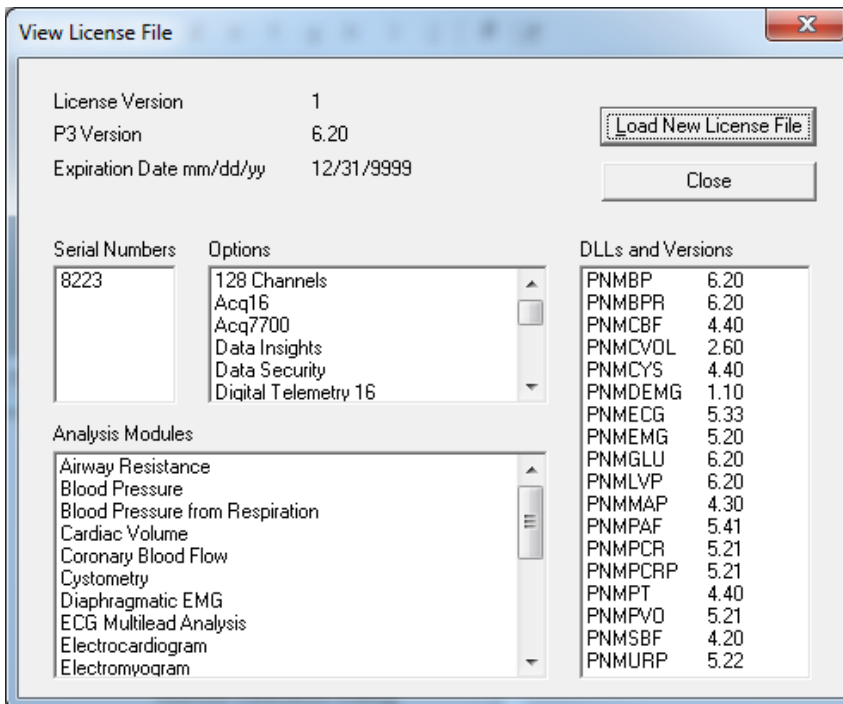 View License File
License Version 1
P3 Version 6.20
Expiration Date mm/dd/yy 12/31/9999
Load New License File
Close
Serial Numbers
8223
Options
128 Channels
Acq16
Acq7700
Data Insights
Data Security
Digital Telemetry 16
Analysis Modules
Airway Resistance
Blood Pressure
Blood Pressure from Respiration
Cardiac Volume
Coronary Blood Flow
Cystometry
Diaphragmatic EMG
ECG Multilead Analysis
Electrocardiogram
Electromyogram
DLLs and Versions
PNMBP 6.20
PNMBPR 6.20
PNMCBF 4.40
PNMCVOL 2.60
PNMCYS 4.40
PNMDEMG 1.10
PNMECG 5.33
PNMEMG 5.20
PNMGLU 6.20
PNMLVP 6.20
PNMMAP 4.30
PNMPAF 5.41
PNMPCR 5.21
PNMPCRP 5.21
PNMPT 4.40
PNMPVO 5.21
PNMSBF 4.20
PNMURP 5.22